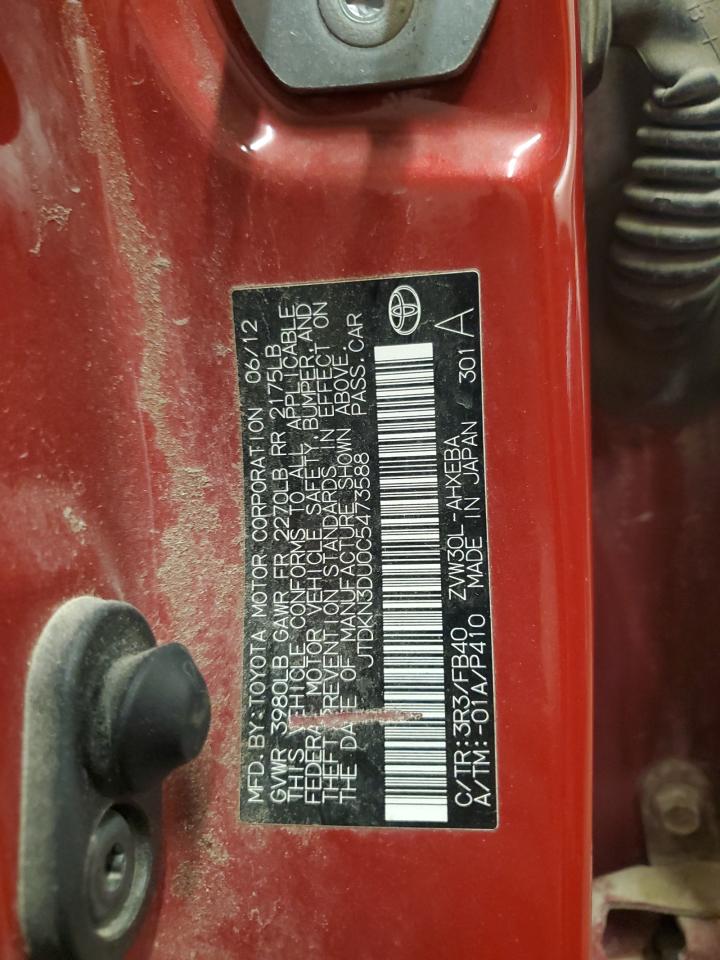 MFD. BY: TOYOTA MOTOR CORPORATION 06/12
GVWR 3980LB GAWR FR 2270LB RR 2175LB
THIS VEHICLE CONFORMS TO ALL APPLICABLE
FEDERAL MOTOR VEHICLE SAFETY, BUMPER, AND
THEFT PREVENTION STANDARDS IN EFFECT ON
THE DATE OF MANUFACTURE SHOWN ABOVE.
JTDKN3DU0C5473588 PASS. CAR
C/TR: 3R3/FB40 ZVW30L-AHXEBA
A/TM: -01A/P410 MADE IN JAPAN 301 A